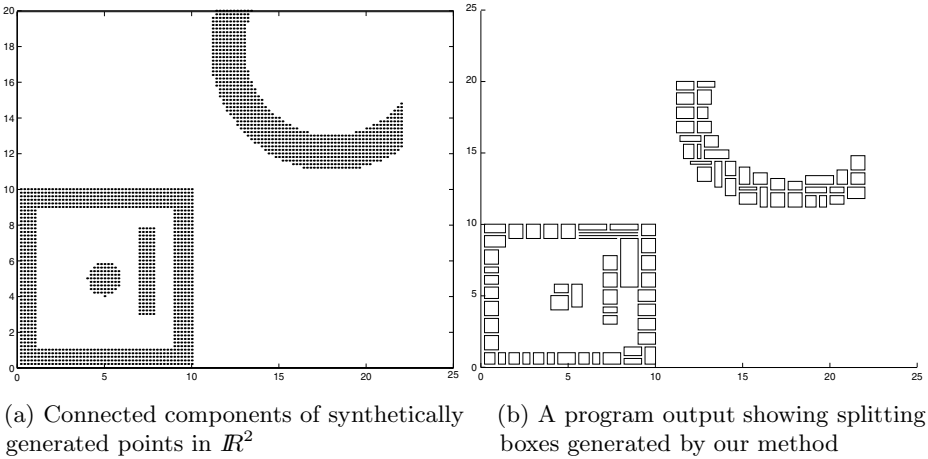 20
18
16
14
12
10
8
6
4
2
0
0 5 10 15 20 25
25
20
15
10
5
0
0 5 10 15 20 25
(a) Connected components of synthetically
generated points in IR²
(b) A program output showing splitting
boxes generated by our method